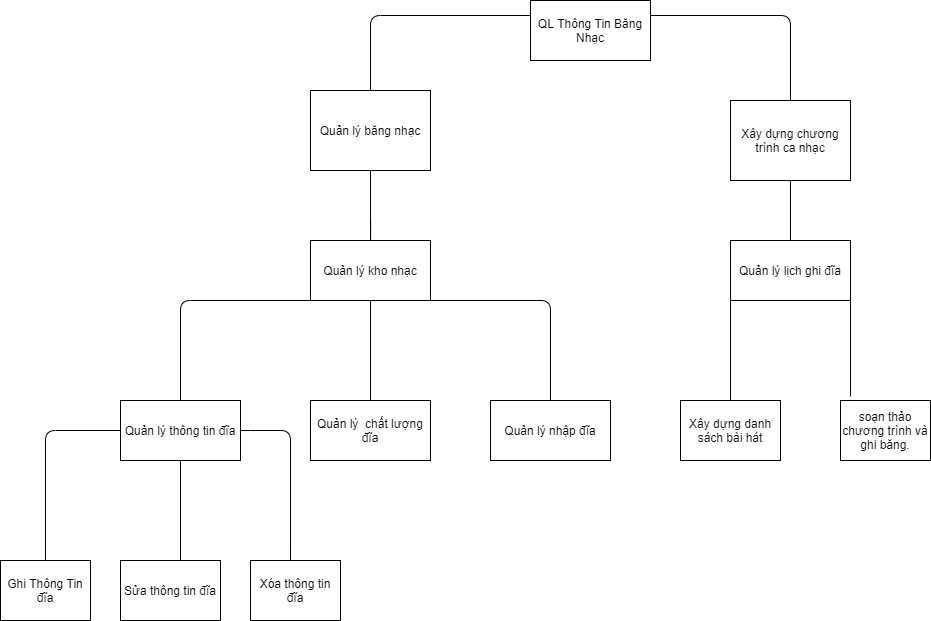 QL Thông Tin Băng
Nhạc
Quản lý băng nhạc
Xây dựng chương
trình ca nhạc
Quản lý kho nhạc
Quản lý lịch ghi đĩa
Quản lý thông tin đĩa
Quản lý  chất lượng
đĩa
Quản lý nhập đĩa
Xây dựng danh
sách bài hát
soạn thảo
chương trình và
ghi băng.
Ghi Thông Tin
đĩa
Sửa thông tin đĩa
Xóa thông tin
đĩa